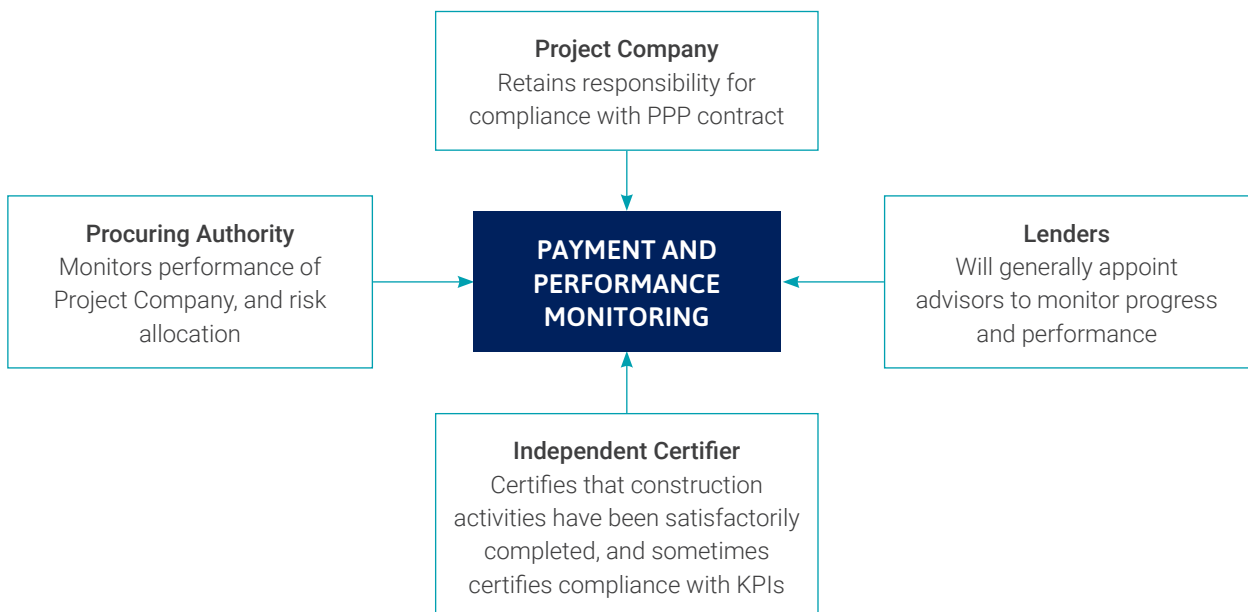 Project Company
Retains responsibility for
compliance with PPP contract
Procuring Authority
Monitors performance of
Project Company, and risk
allocation
PAYMENT AND
PERFORMANCE
MONITORING
Lenders
Will generally appoint
advisors to monitor progress
and performance
Independent Certifier
Certifies that construction
activities have been satisfactorily
completed, and sometimes
certifies compliance with KPIs